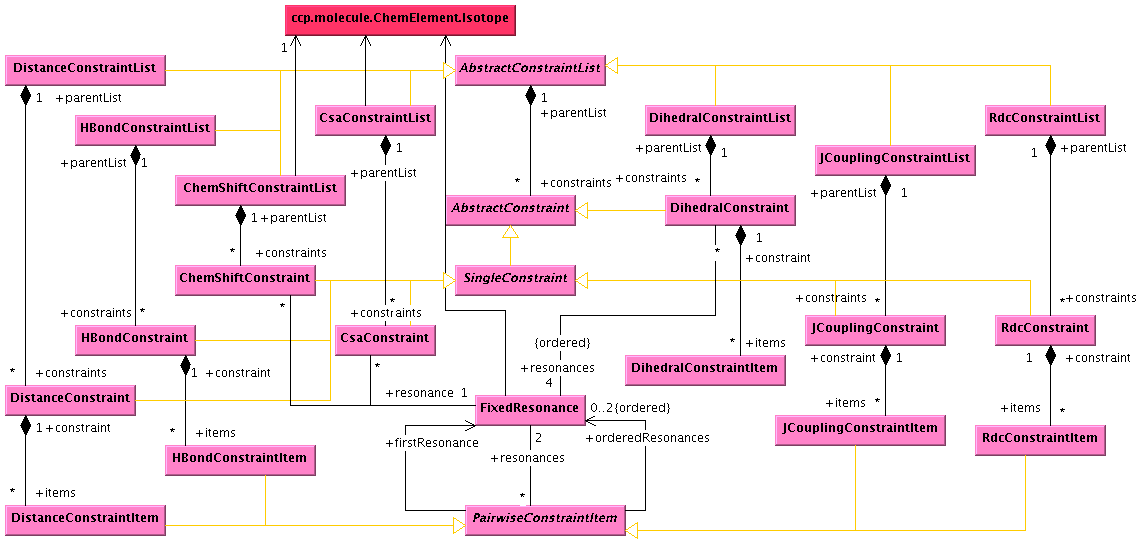 ccp.molecule.ChemElement.Isotope
1
DistanceConstraintList
AbstractConstraintList
1
+parentList
1
+parentList
CsaConstraintList
DihedralConstraintList
RdcConstraintList
HBondConstraintList
+parentList
1
1
+parentList
+parentList
1
1
+parentList
JCouplingConstraintList
ChemShiftConstraintList
*
+constraints
+constraints
*
+parentList
1
1
+parentList
AbstractConstraint
DihedralConstraint
*
+constraints
*
1
+constraint
ChemShiftConstraint
SingleConstraint
*
*
+constraints
*
+constraints
*
+constraints
*
+constraints
HBondConstraint
CsaConstraint
JCouplingConstraint
RdcConstraint
{ordered}
*
+items
+resonances
4
*
+constraints
1
+constraint
*
DihedralConstraintItem
+constraint
1
1
+constraint
DistanceConstraint
+resonance
1
FixedResonance
0..2{ordered}
+items
*
+items
*
1
+constraint
*
+items
+firstResonance
2
+orderedResonances
JCouplingConstraintItem
RdcConstraintItem
HBondConstraintItem
+resonances
*
+items
*
DistanceConstraintItem
PairwiseConstraintItem